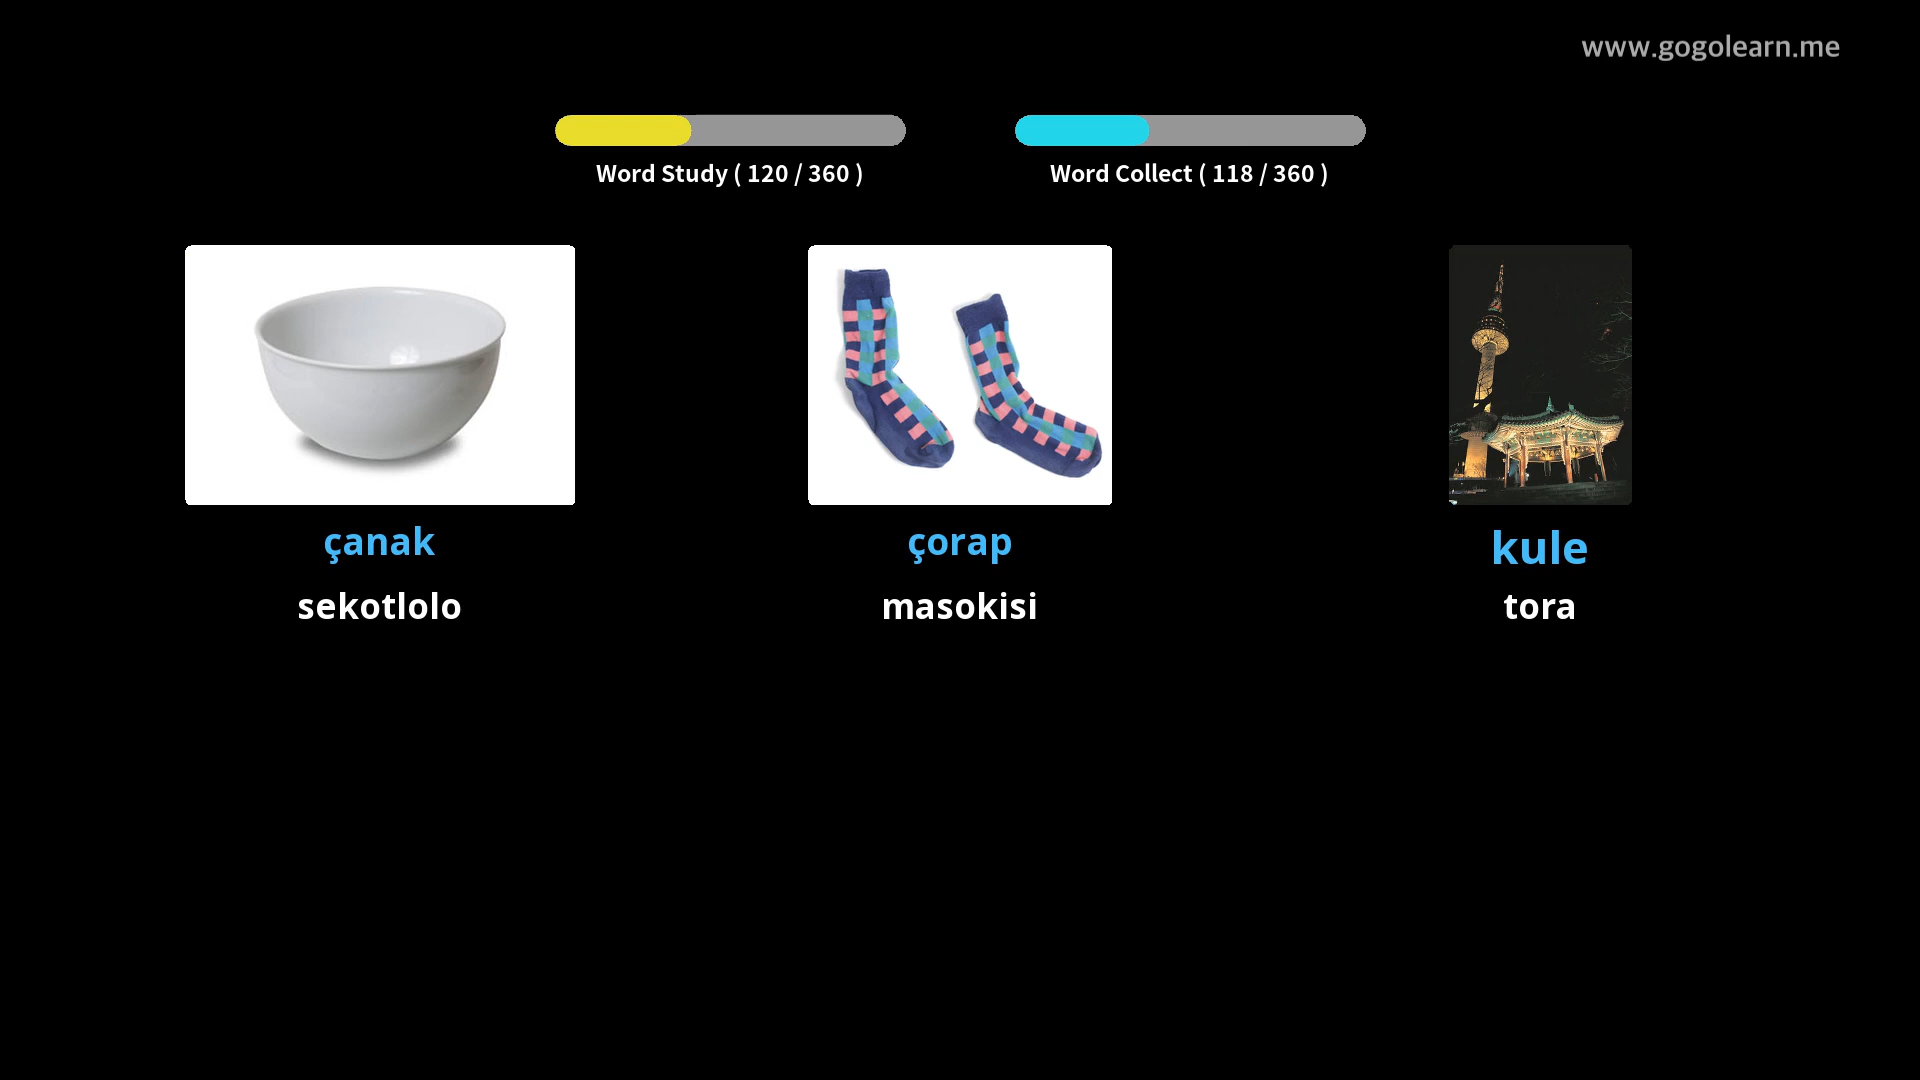 www.gogolearn.me
Word Study ( 120 / 360 )
Word Collect ( 118 / 360 )
çanak
çorap
kule
sekotlolo
masokisi
tora